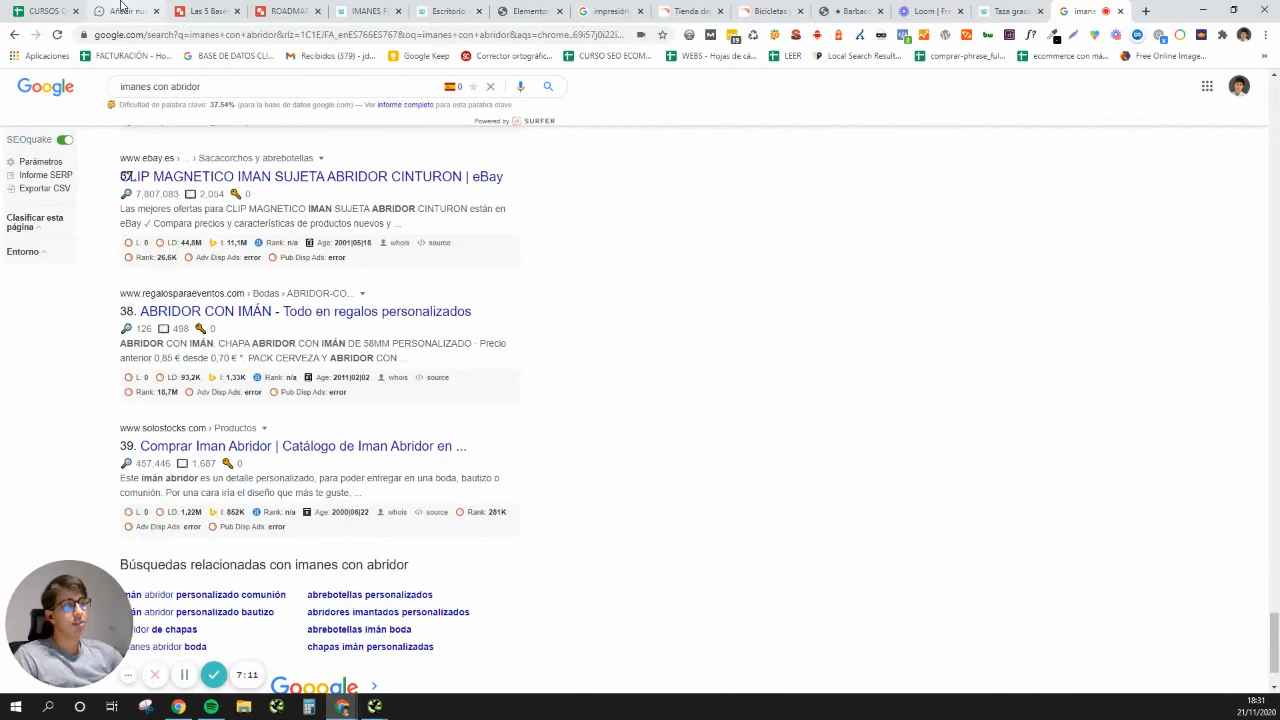 CURSOS D
Añadir nue
Las 5 Base
ROADMAP
IMANES P
Escritorio
Elementor
impresión
Tienda de
Bicicletas
★ Barbaco
Loom | Fre
Taza gracio
imanes
google.com/search?q=imanes+con+abridor&rlz=1C1EJFA_enES766ES767&oq=imanes+con+abridor&aqs=chrome..69i57j0i22i...
Aplicaciones
FACTURACIÓN - HO...
BASE DE DATOS CLI...
Recibidos (379)...
Google Keep
Corrector ortográfic...
CURSO SEO ECOM...
WEBS - Hojas de cá...
LEER
Local Search Result...
Curso: Elementor Pr...
ecommerce con má...
Free Online Image...
Google
imanes con abridor
0
Dificultad de palabra clave: 37.54% (para la base de datos google.com) — Ver informe completo para esta palabra clave
Powered by SURFER
SEOquake
Parámetros
Informe SERP
Exportar CSV
Clasificar esta
página
Entorno
www.ebay.es › ... › Sacacorchos y abrebotellas
37. CLIP MAGNETICO IMAN SUJETA ABRIDOR CINTURON | eBay
7,807,083 2,054 0
Las mejores ofertas para CLIP MAGNETICO IMAN SUJETA ABRIDOR CINTURON están en
eBay ✓ Compara precios y características de productos nuevos y ...
L: 0 LD: 44,8M I: 11,1M Rank: n/a Age: 2001|05|18 whois source
Rank: 26,6K Adv Disp Ads: error Pub Disp Ads: error
www.regalosparaeventos.com › Bodas › ABRIDOR-CO...
38. ABRIDOR CON IMÁN - Todo en regalos personalizados
126 498 0
ABRIDOR CON IMÁN. CHAPA ABRIDOR CON IMÁN DE 58MM PERSONALIZADO · Precio
anterior 0,85 € desde 0,70 € *. PACK CERVEZA Y ABRIDOR CON ...
L: 0 LD: 93,2K I: 1,33K Rank: n/a Age: 2011|02|02 whois source
Rank: 18,7M Adv Disp Ads: error Pub Disp Ads: error
www.solostocks.com › Productos
39. Comprar Iman Abridor | Catálogo de Iman Abridor en ...
457,446 1,687 0
Este imán abridor es un detalle personalizado, para poder entregar en una boda, bautizo o
comunión. Por una cara iría el diseño que más te guste, ...
L: 0 LD: 1,22M I: 852K Rank: n/a Age: 2000|06|22 whois source Rank: 281K
Adv Disp Ads: error Pub Disp Ads: error
Búsquedas relacionadas con imanes con abridor
imán abridor personalizado comunión
abrebotellas personalizados
imán abridor personalizado bautizo
abridores imantados personalizados
de chapas
abrebotellas imán boda
abridor boda
chapas imán personalizadas
7:11
Gooogle
18:31
21/11/2020